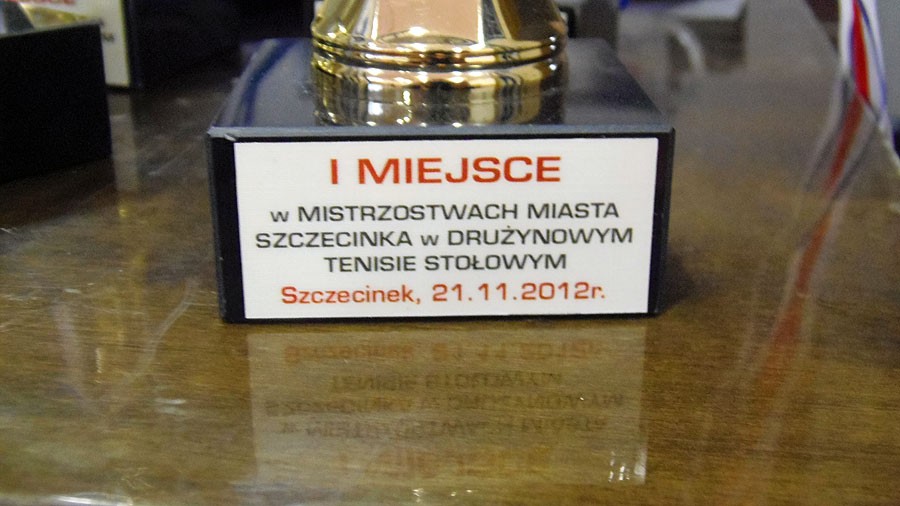 I MIEJSCE
w MISTRZOSTWACH MIASTA
SZCZECINKA w DRUŻYNOWYM
TENISIE STOŁOWYM
Szczecinek, 21.11.2012r.